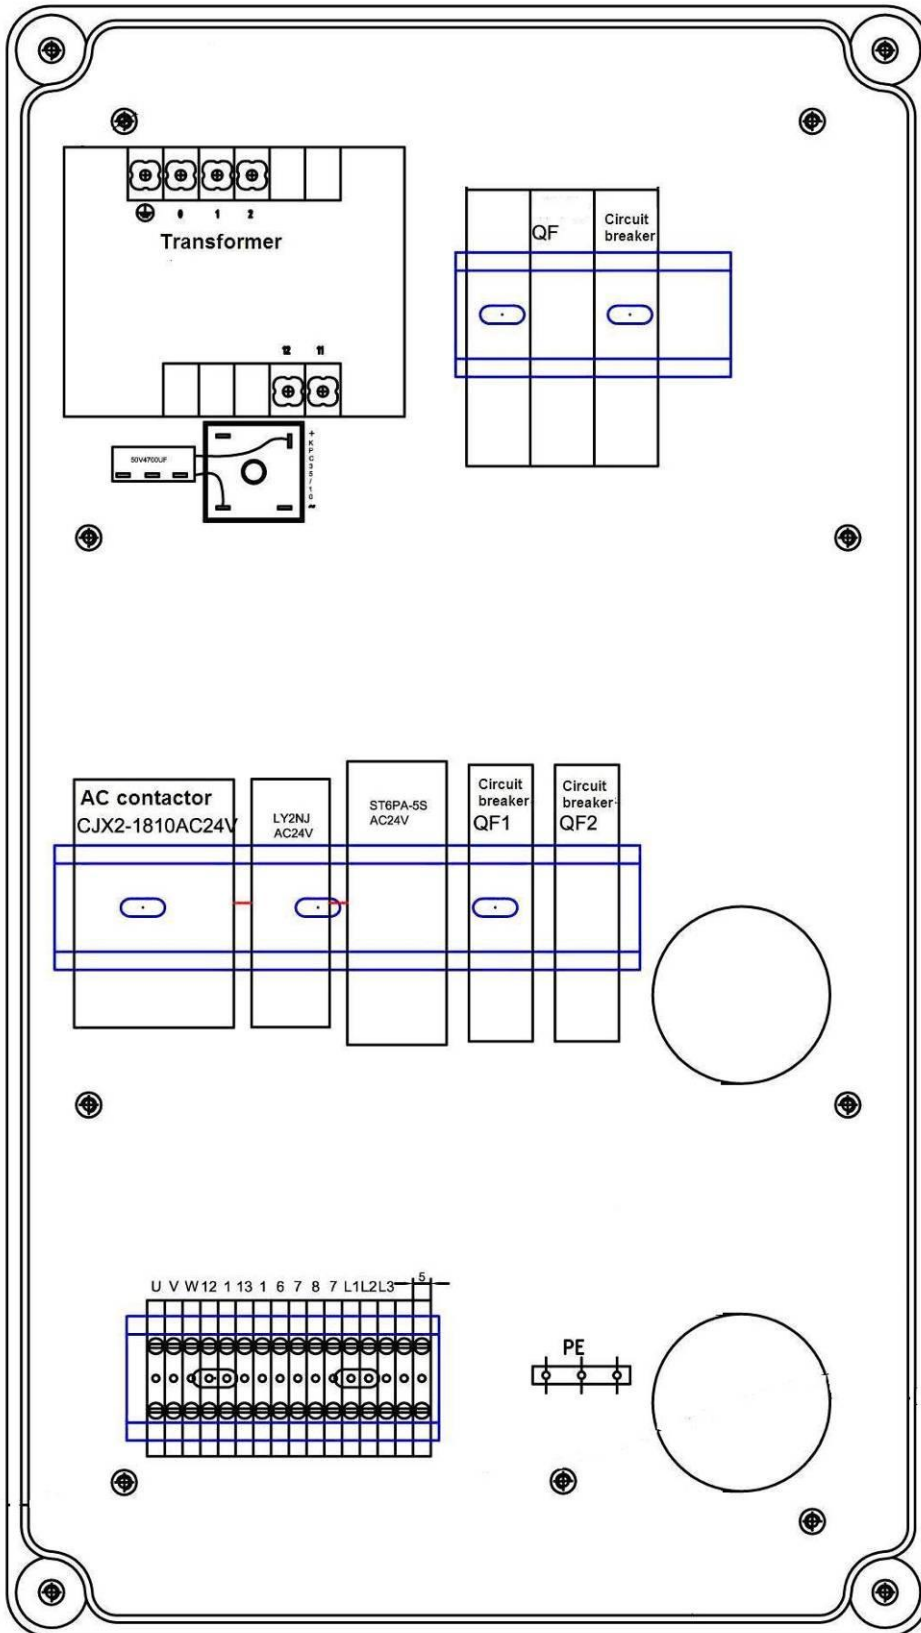 0 1 2
Transformer
12 11
QF
Circuit
breaker
50V4700UF
+KPC35/10
AC contactor
CJX2-1810AC24V
LY2NJ
AC24V
ST6PA-5S
AC24V
Circuit
breaker
QF1
Circuit
breaker
QF2
U V W 12 1 13 1 6 7 8 7 L1 L2 L3 5
PE